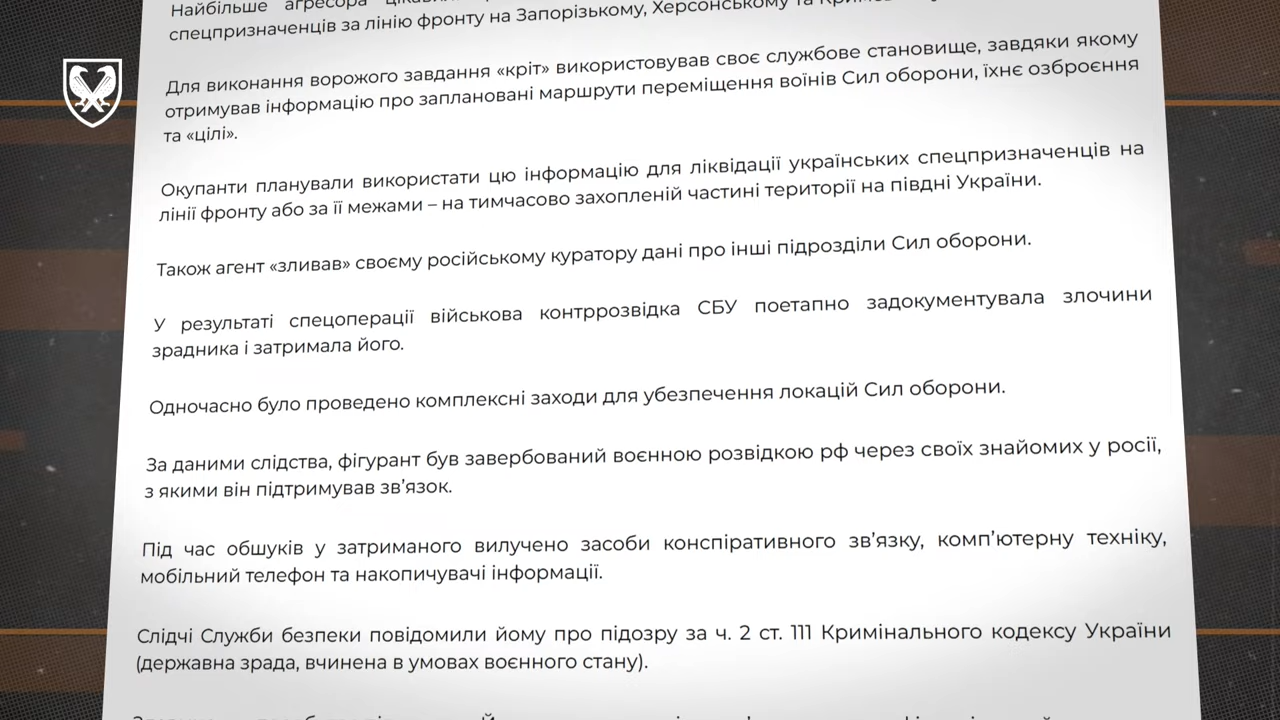 Найбільше агресора
спецпризначенців за лінію фронту на Запорізькому, Херсонському та
Для виконання ворожого завдання «кріт» використовував своє службове становище, завдяки якому
отримував інформацію про заплановані маршрути переміщення воїнів Сил оборони, їхнє озброєння
та «цілі».
Окупанти планували використати цю інформацію для ліквідації українських спецпризначенців на
лінії фронту або за її межами – на тимчасово захопленій частині території на півдні України.
Також агент «зливав» своєму російському куратору дані про інші підрозділи Сил оборони.
У результаті спецоперації військова контррозвідка СБУ поетапно задокументувала злочини
зрадника і затримала його.
Одночасно було проведено комплексні заходи для убезпечення локацій Сил оборони.
За даними слідства, фігурант був завербований воєнною розвідкою рф через своїх знайомих у росії,
з якими він підтримував зв’язок.
Під час обшуків у затриманого вилучено засоби конспіративного зв’язку, комп’ютерну техніку,
мобільний телефон та накопичувачі інформації.
Слідчі Служби безпеки повідомили йому про підозру за ч. 2 ст. 111 Кримінального кодексу України
(державна зрада, вчинена в умовах воєнного стану).